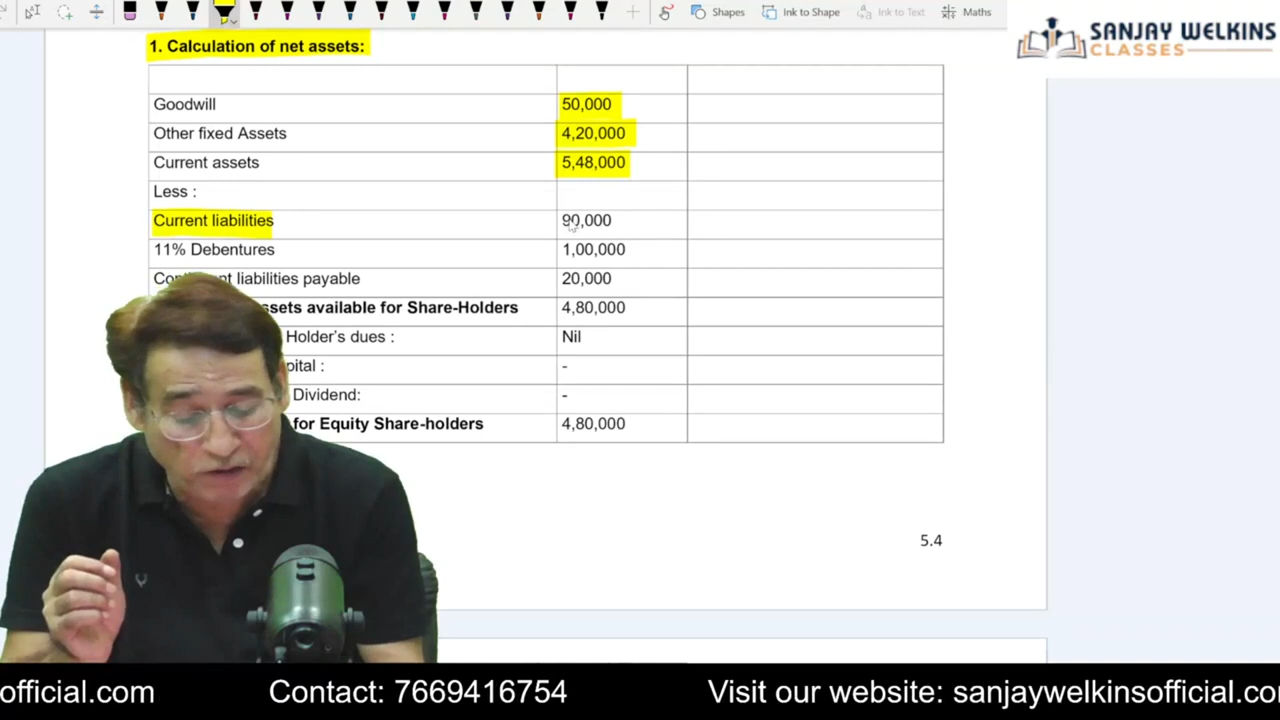 Shapes Ink to Shape Ink to Text Maths
SANJAY WELKINS
CLASSES
1. Calculation of net assets:
Goodwill 50,000
Other fixed Assets 4,20,000
Current assets 5,48,000
Less :
Current liabilities 90,000
11% Debentures 1,00,000
liabilities payable 20,000
available for Share-Holders 4,80,000
Holder's dues : Nil
-
Dividend: -
for Equity Share-holders 4,80,000
5.4
official.com Contact: 7669416754 Visit our website: sanjaywelkinsofficial.co